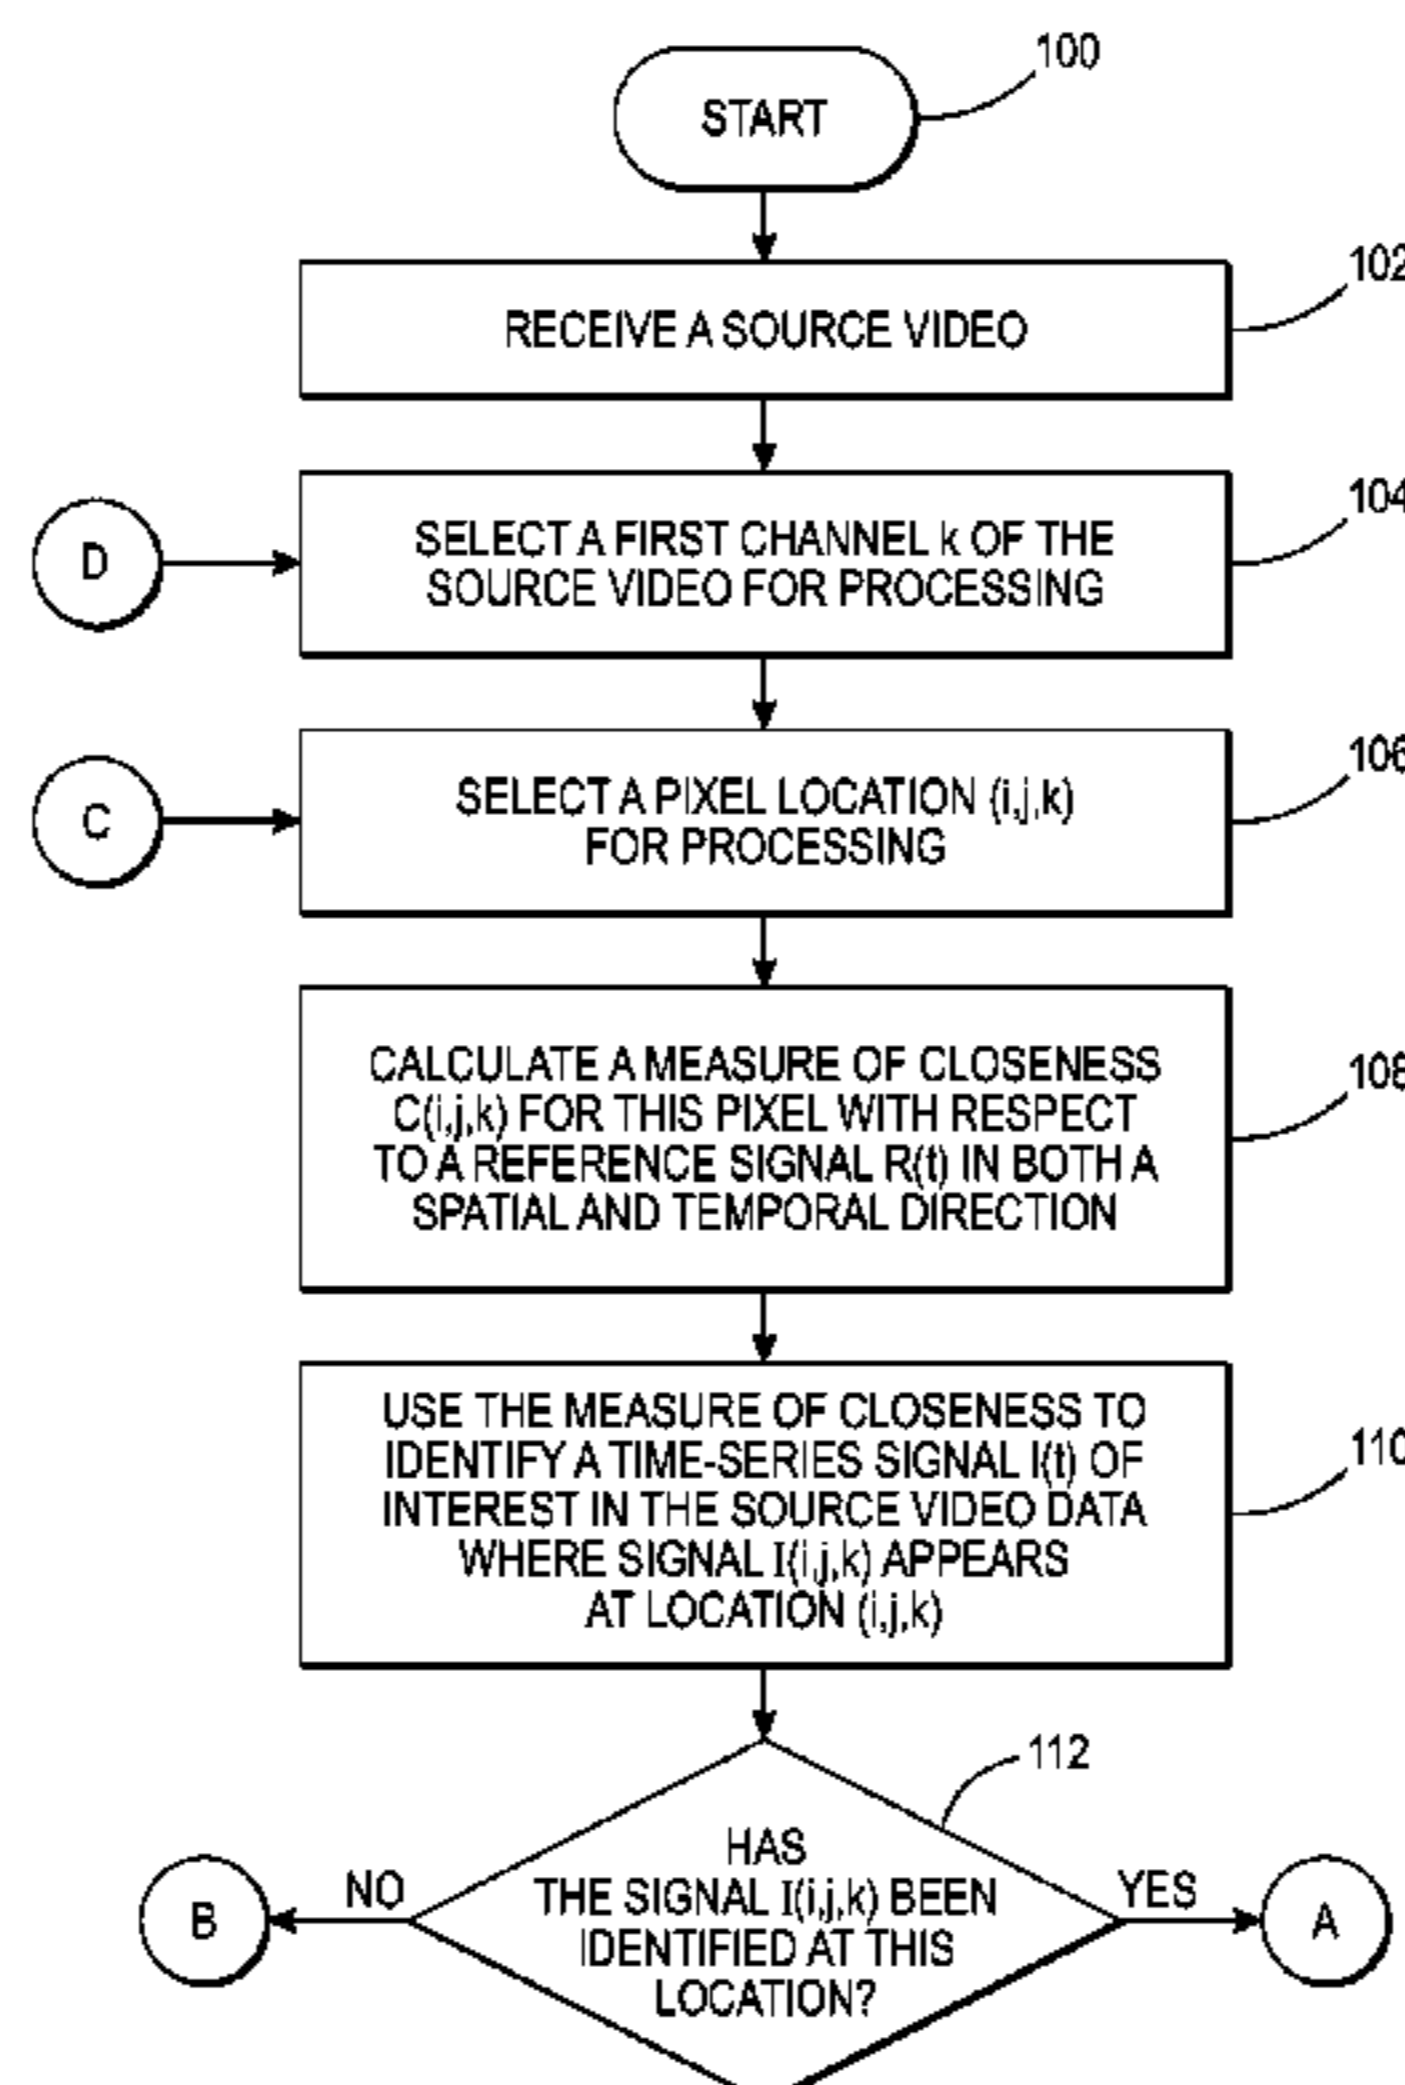 START
100
RECEIVE A SOURCE VIDEO
102
D
SELECT A FIRST CHANNEL k OF THE
SOURCE VIDEO FOR PROCESSING
104
C
SELECT A PIXEL LOCATION (i,j,k)
FOR PROCESSING
106
CALCULATE A MEASURE OF CLOSENESS
C(i,j,k) FOR THIS PIXEL WITH RESPECT
TO A REFERENCE SIGNAL R(t) IN BOTH A
SPATIAL AND TEMPORAL DIRECTION
108
USE THE MEASURE OF CLOSENESS TO
IDENTIFY A TIME-SERIES SIGNAL I(t) OF
INTEREST IN THE SOURCE VIDEO DATA
WHERE SIGNAL I(i,j,k) APPEARS
AT LOCATION (i,j,k)
110
112
HAS
THE SIGNAL I(i,j,k) BEEN
IDENTIFIED AT THIS
LOCATION?
NO
B
YES
A